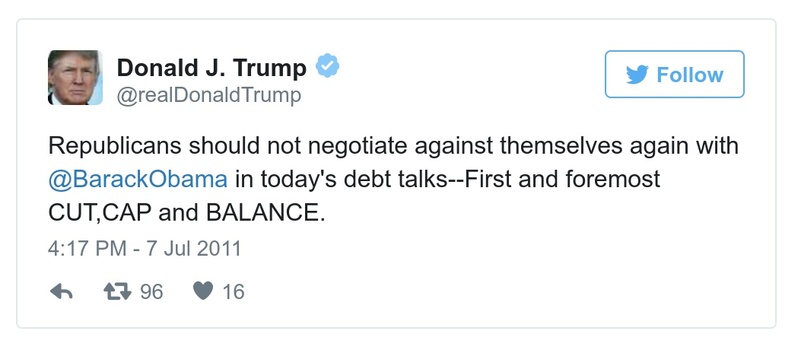 Donald J. Trump
@realDonaldTrump
Follow
Republicans should not negotiate against themselves again with
@BarackObama in today's debt talks--First and foremost
CUT,CAP and BALANCE.
4:17 PM - 7 Jul 2011
96 16